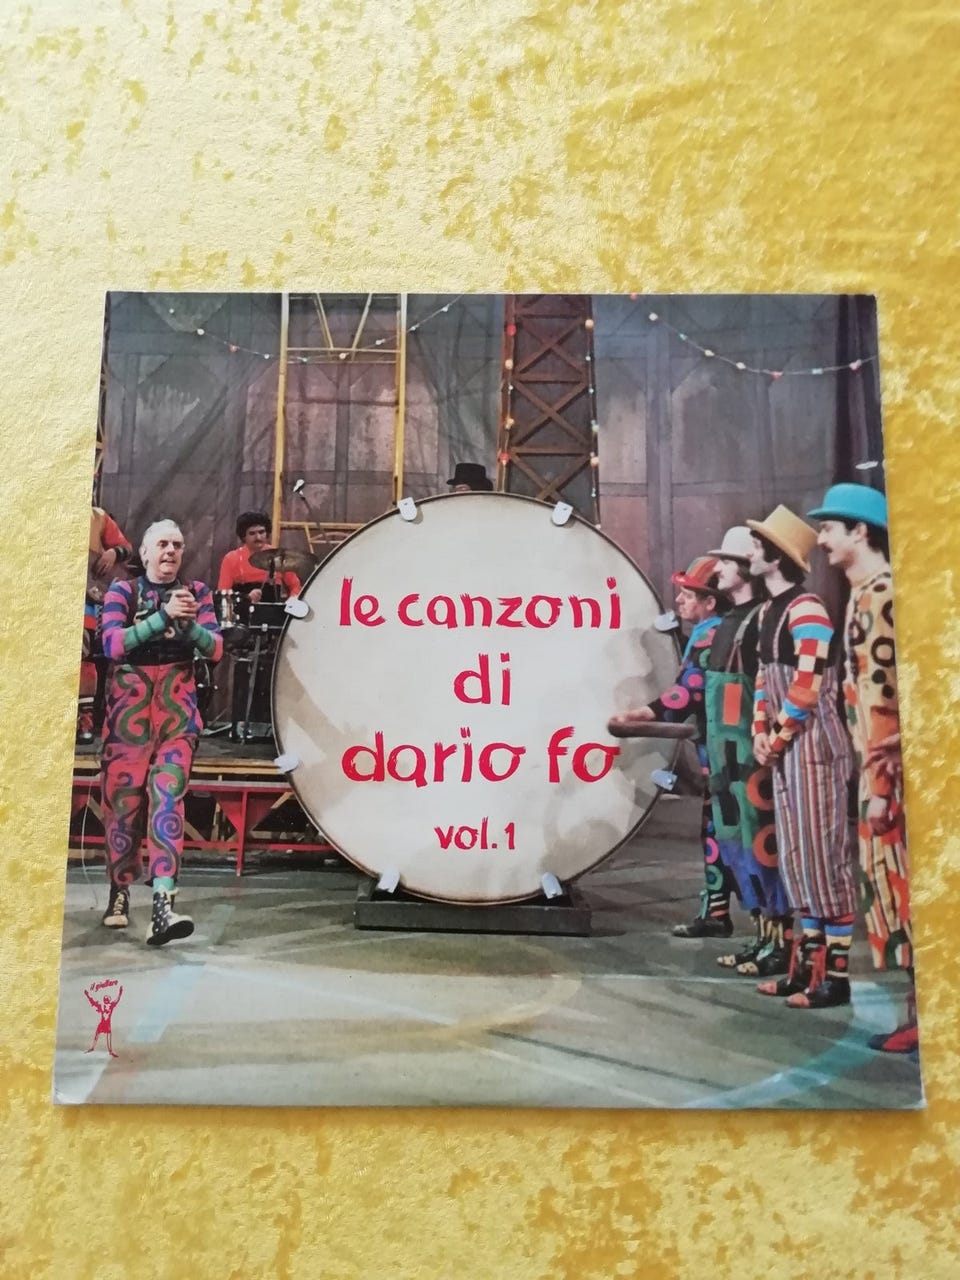 le canzoni
di
dario fo
vol. 1
il giullare